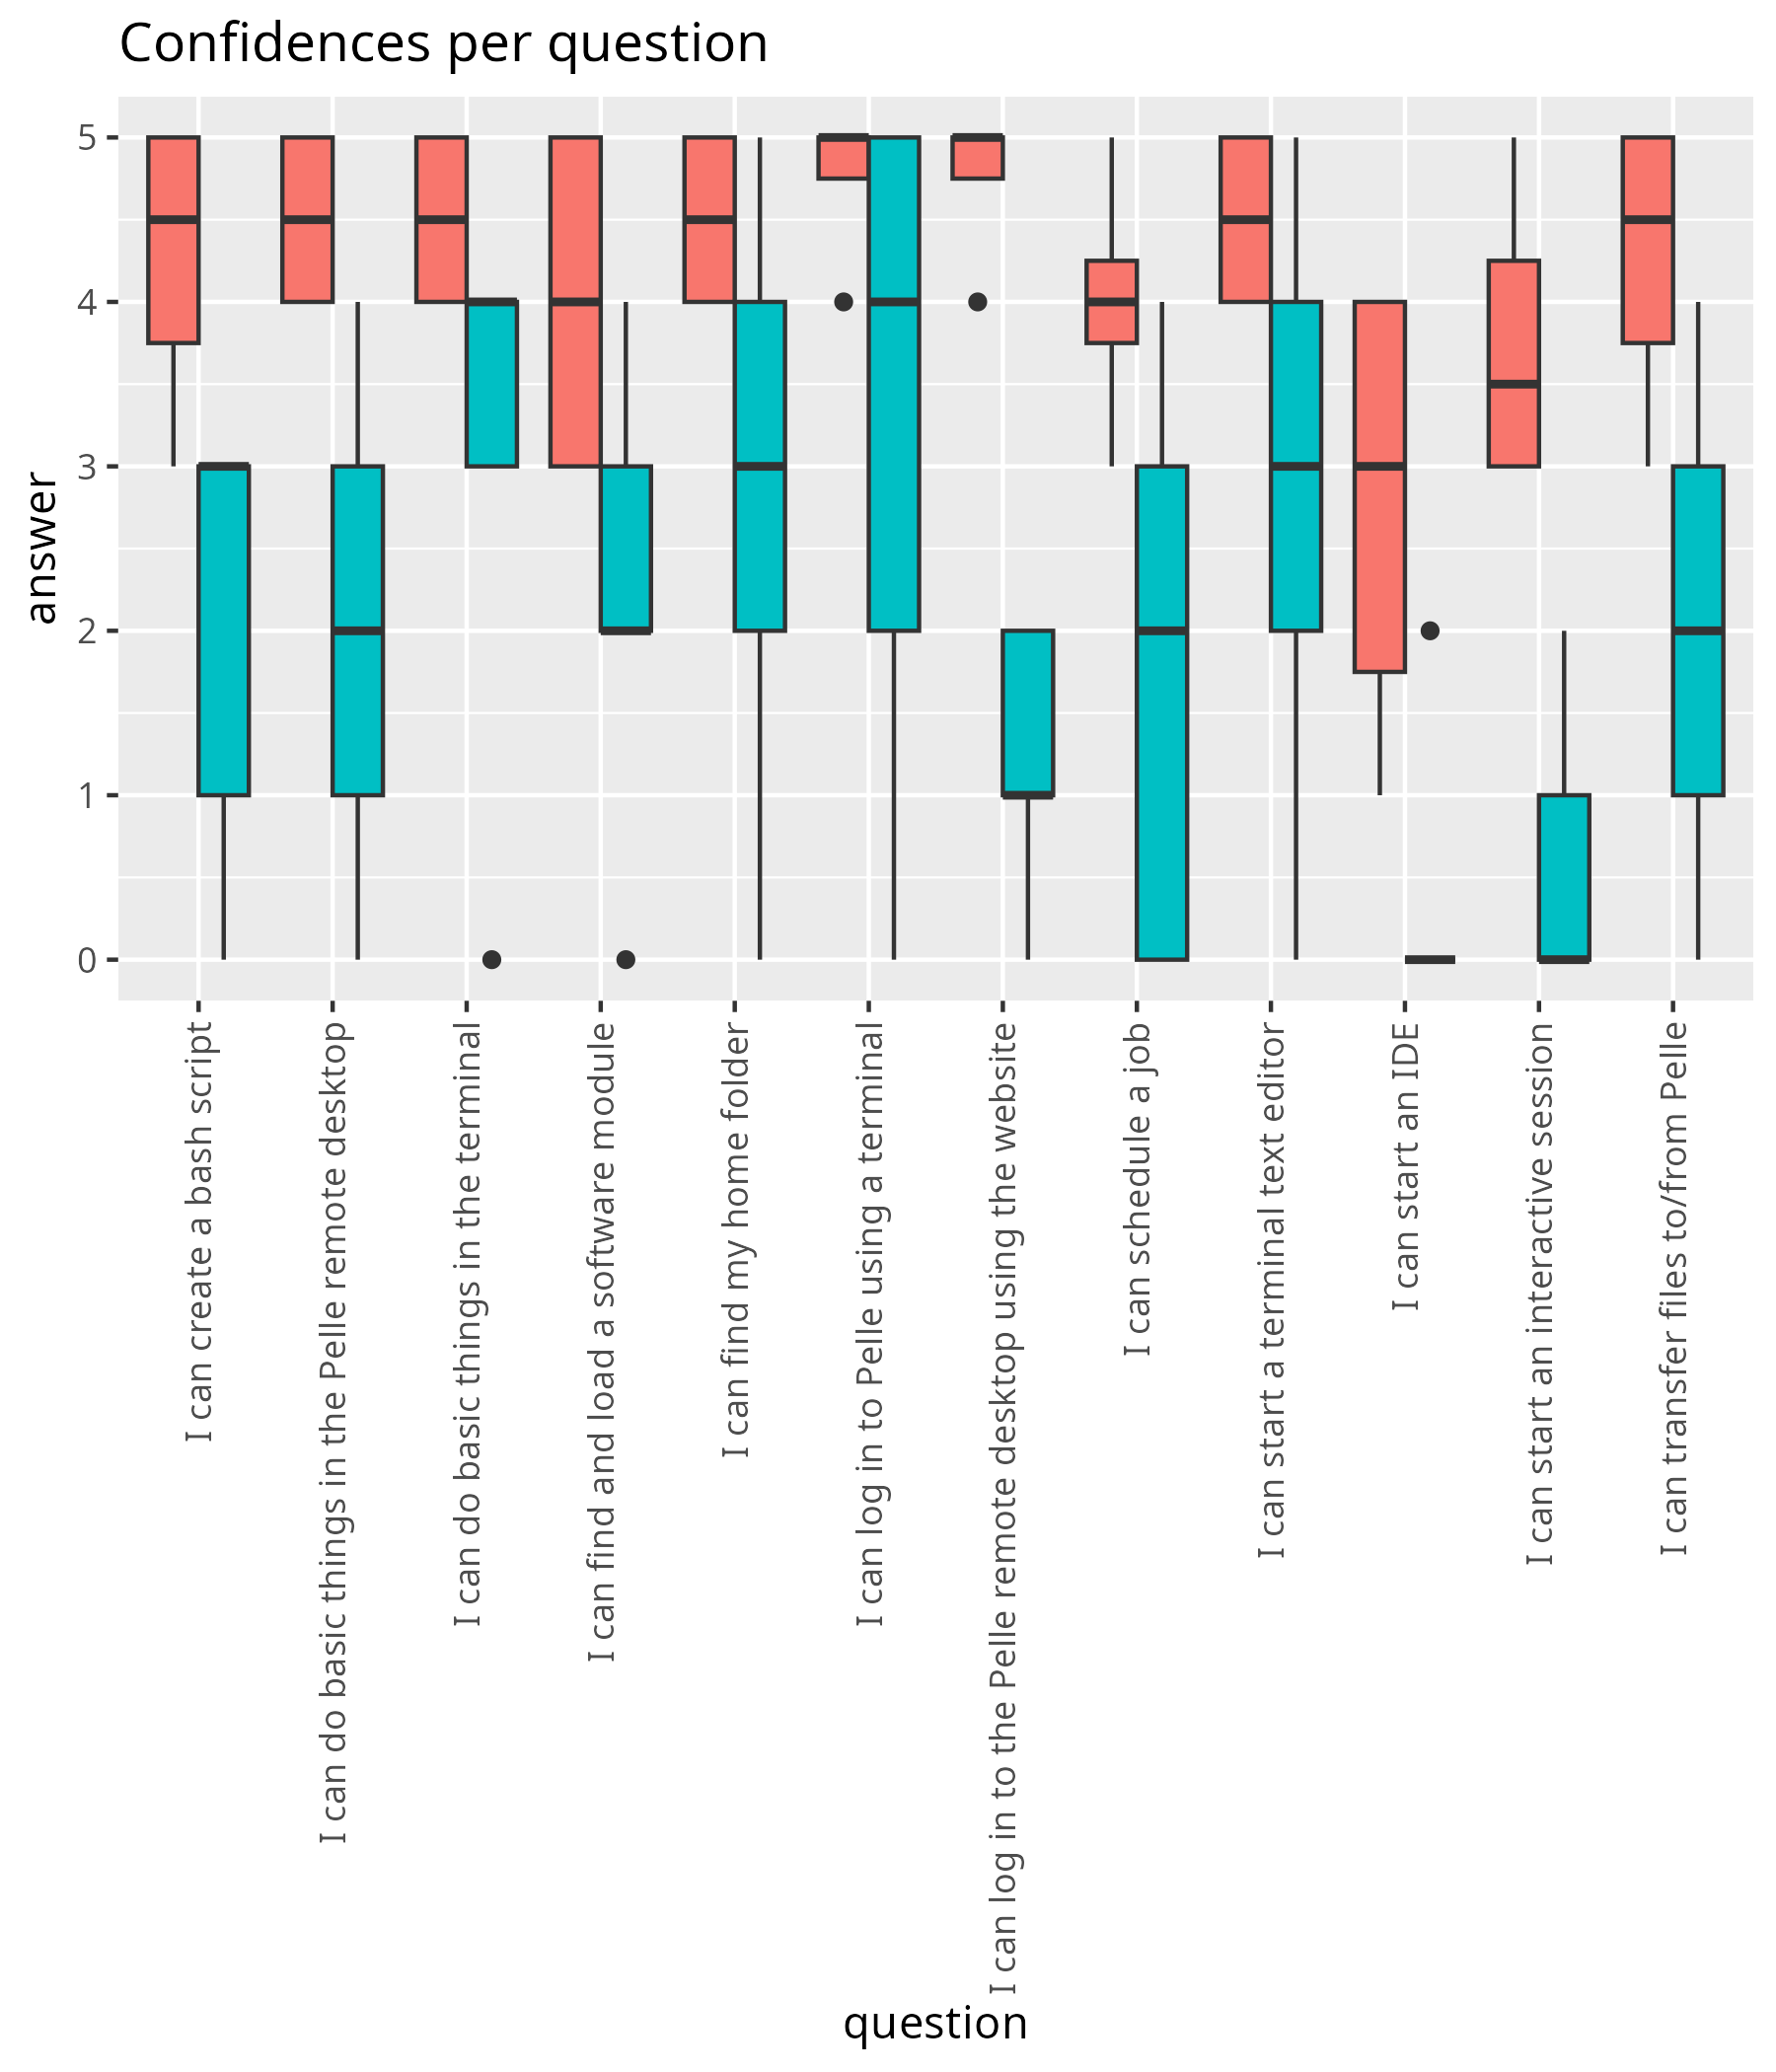 Confidences per question
answer
5
4
3
2
1
0
I can create a bash script
I can do basic things in the Pelle remote desktop
I can do basic things in the terminal
I can find and load a software module
I can find my home folder
I can log in to Pelle using a terminal
I can log in to the Pelle remote desktop using the website
I can schedule a job
I can start a terminal text editor
I can start an IDE
I can start an interactive session
I can transfer files to/from Pelle
question